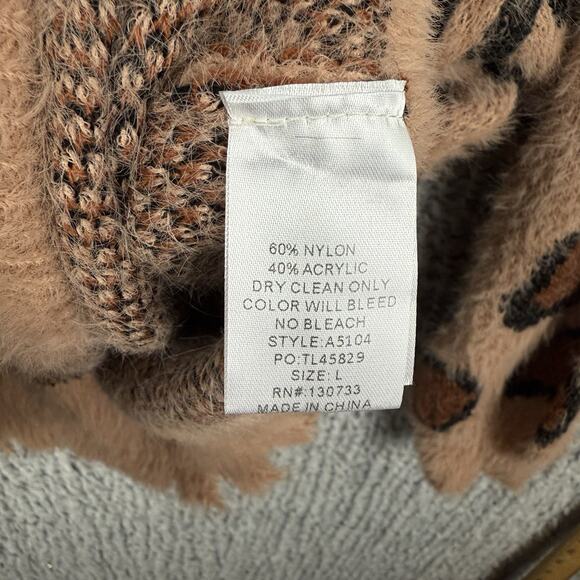 60% NYLON
40% ACRYLIC
DRY CLEAN ONLY
COLOR WILL BLEED
NO BLEACH
STYLE:A5104
PO:TL45829
SIZE: L
RN#:130733
MADE IN CHINA